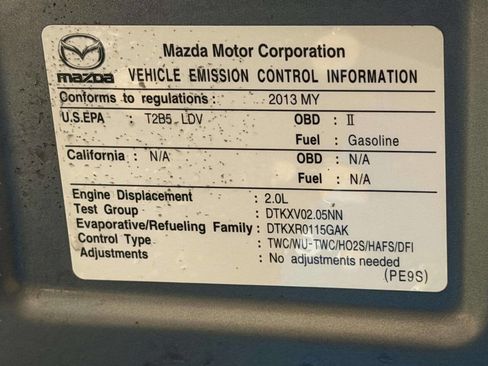 Mazda Motor Corporation
mazda VEHICLE EMISSION CONTROL INFORMATION
Conforms to regulations: 2013 MY
U.S.EPA : T2B5 LDV OBD : II
Fuel : Gasoline
California : N/A OBD : N/A
Fuel : N/A
Engine Displacement : 2.0L
Test Group : DTKXV02.05NN
Evaporative/Refueling Family : DTKXR0115GAK
Control Type : TWC/WU-TWC/HO2S/HAFS/DFI
Adjustments : No adjustments needed
(PE9S)